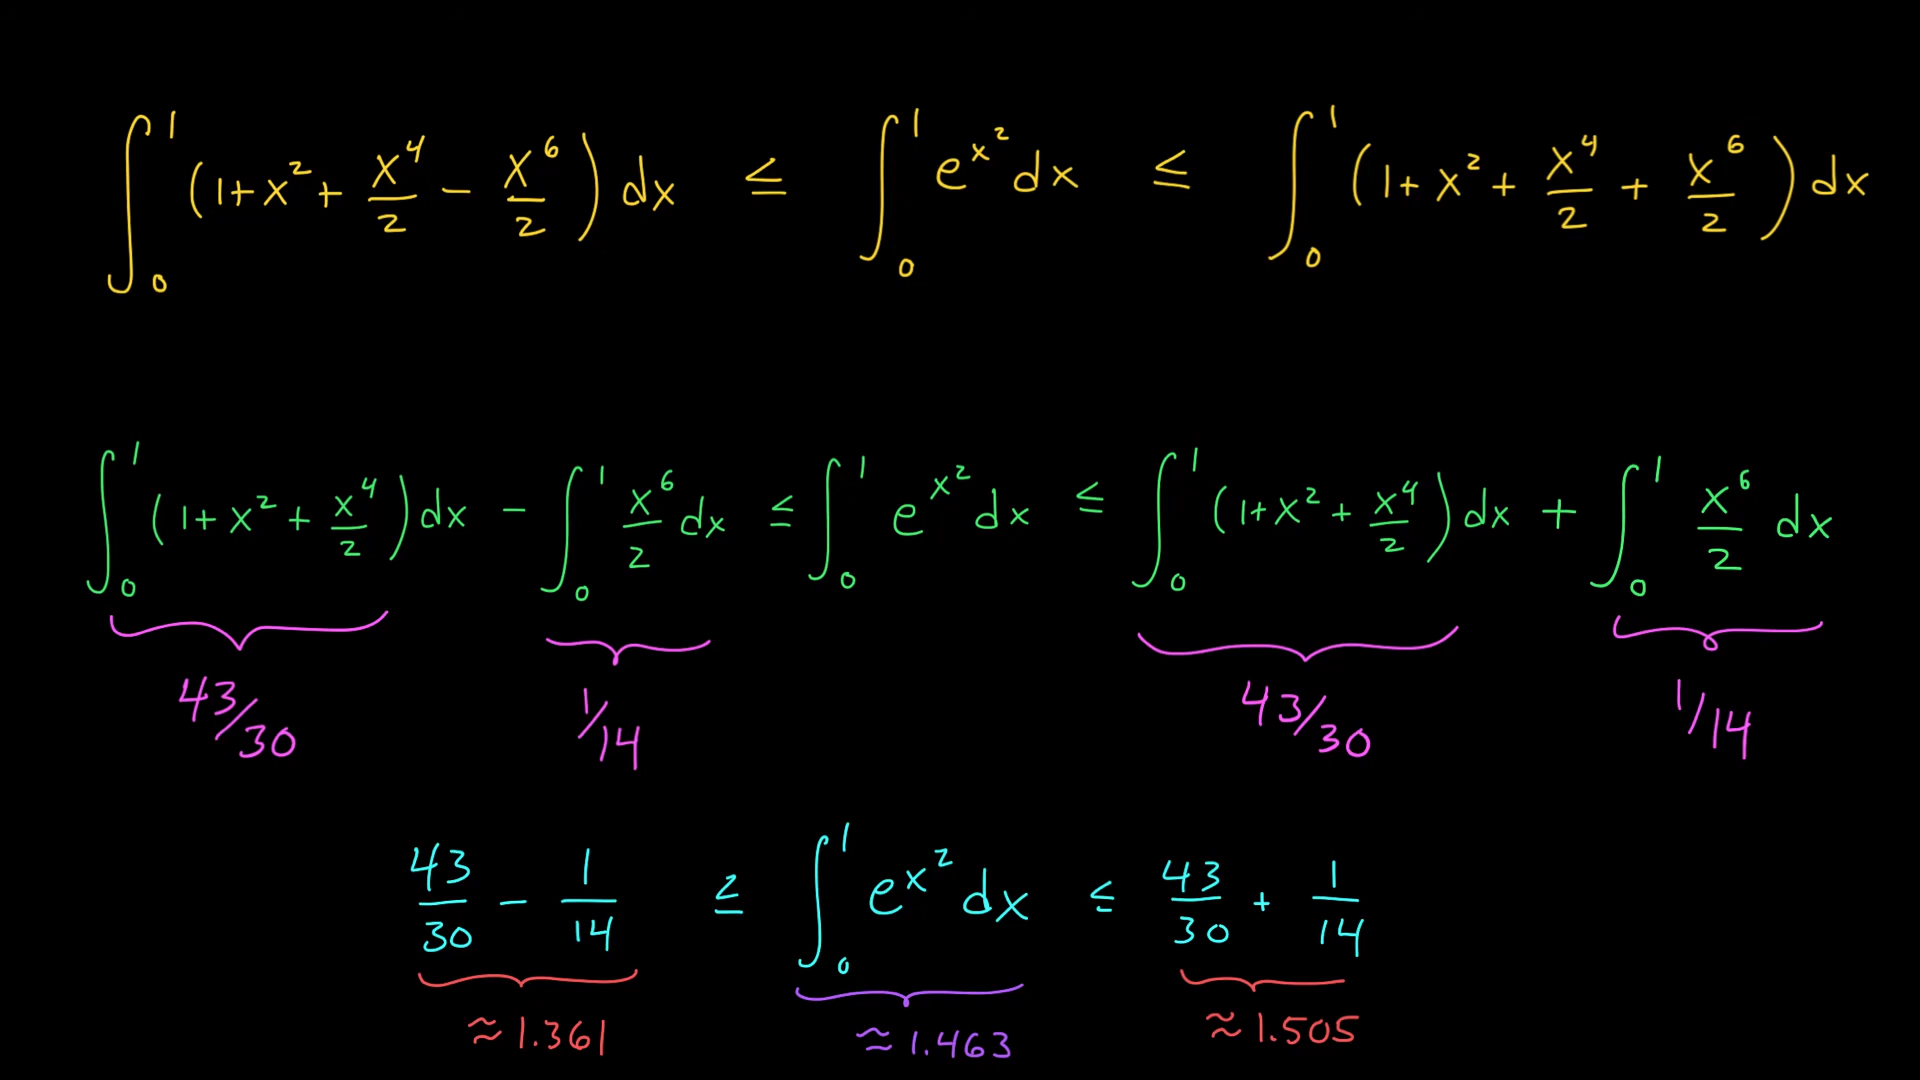 ∫₀¹ (1+x²+x⁴/2 − x⁶/2) dx ≤ ∫₀¹ e^(x²) dx ≤ ∫₀¹ (1+x²+x⁴/2 + x⁶/2) dx
∫₀¹ (1+x²+x⁴/2) dx − ∫₀¹ x⁶/2 dx ≤ ∫₀¹ e^(x²) dx ≤ ∫₀¹ (1+x²+x⁴/2) dx + ∫₀¹ x⁶/2 dx
43/30 1/14 43/30 1/14
43/30 − 1/14 ≤ ∫₀¹ e^(x²) dx ≤ 43/30 + 1/14
≈1.361 ≈1.463 ≈1.505